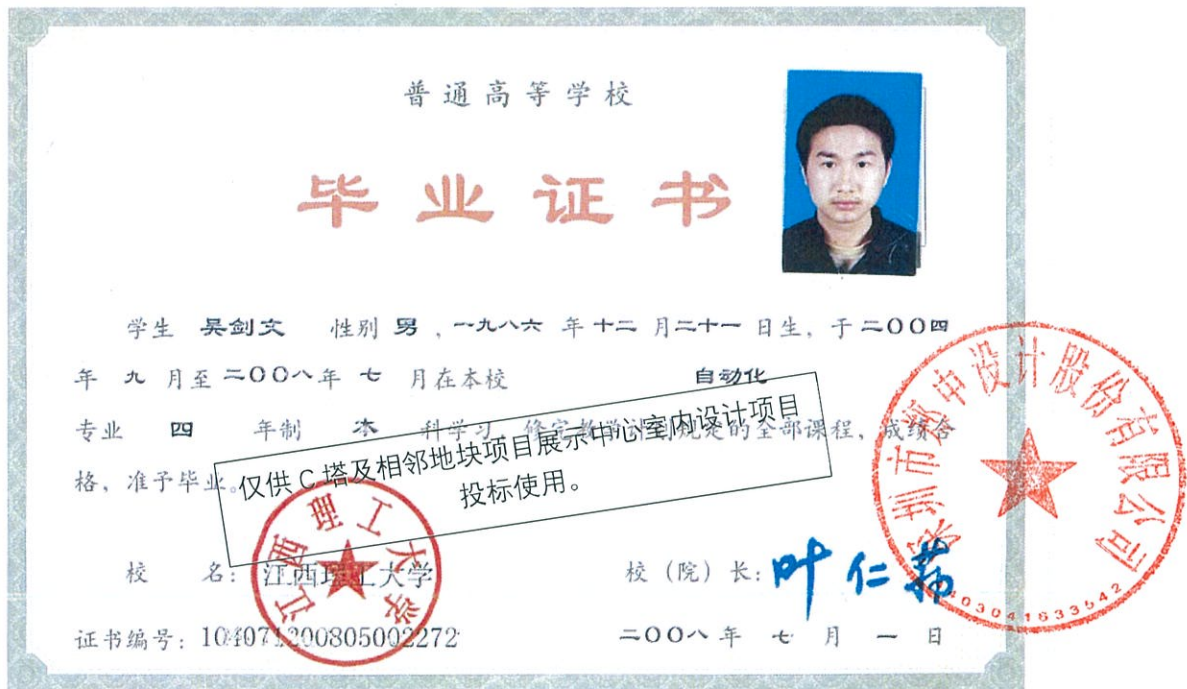 普通高等学校
毕业证书
学生 吴剑文 性别 男，一九八六 年 十二 月 二十一 日生，于 二〇〇四
年 九 月至 二〇〇八 年 七 月在本校 自动化
专业 四 年制 本 科学习，修完教学计划规定的全部课程，成绩合
格，准予毕业。
仅供 C 塔及相邻地块项目展示中心室内设计项目
投标使用。
江西理工大学
校 名：江西理工大学
校（院）长：叶仁荪
证书编号：104071200805002272
二〇〇八 年 七 月 一 日
深圳市中设计股份有限公司
403041633542